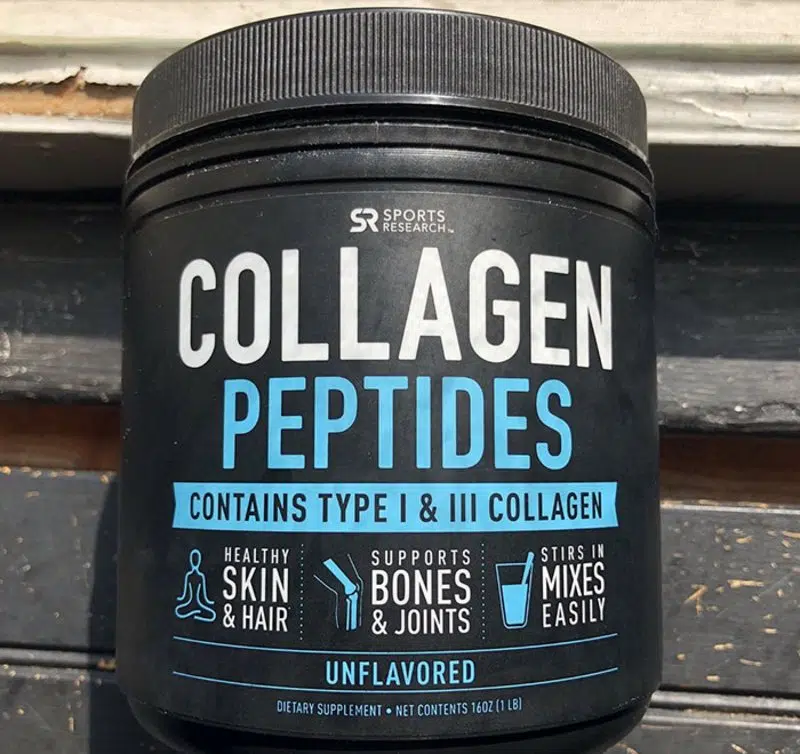 SR SPORTS
RESEARCH™
COLLAGEN
PEPTIDES
CONTAINS TYPE I & III COLLAGEN
HEALTHY
SKIN
& HAIR
SUPPORTS
BONES
& JOINTS
STIRS IN
MIXES
EASILY
UNFLAVORED
DIETARY SUPPLEMENT • NET CONTENTS 16OZ (1 LB)